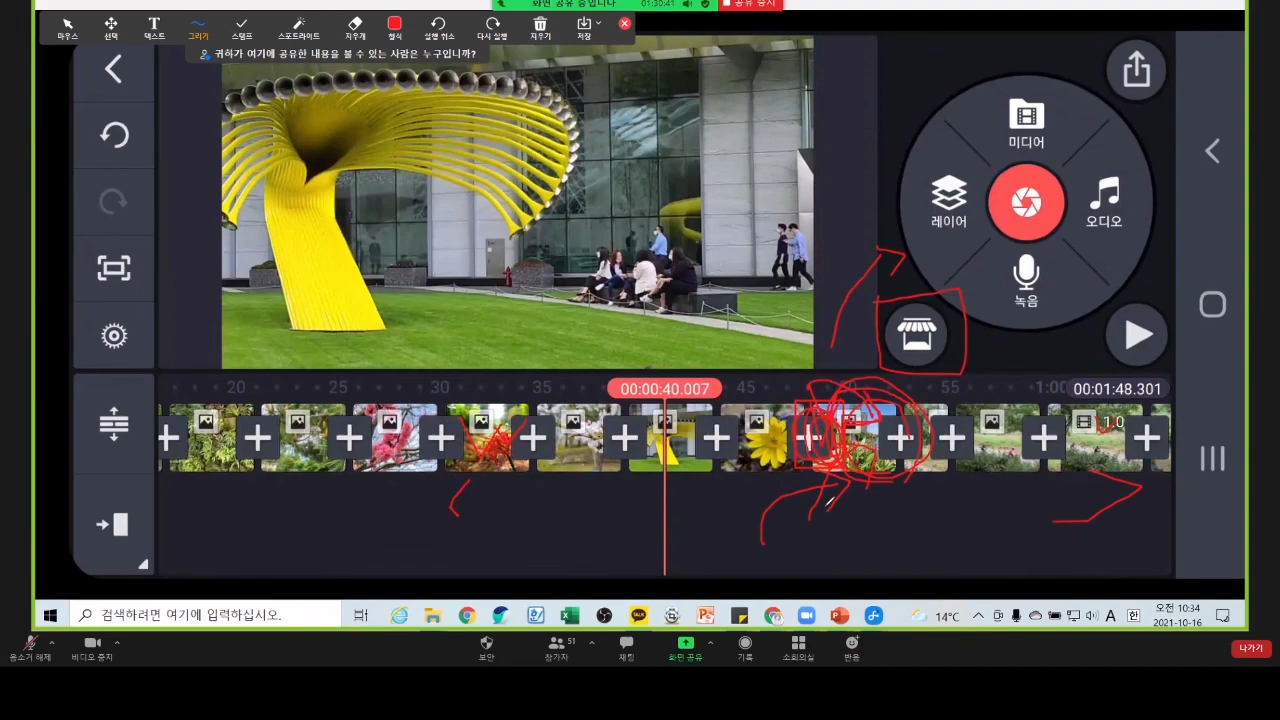 화면 공유 중입니다 01:30:41 공유 중지
마우스 선택 텍스트 그리기 스탬프 스포트라이트 지우개 형식 실행 취소 다시 실행 지우기 저장
귀하가 여기에 공유한 내용을 볼 수 있는 사람은 누구입니까?
미디어
레이어
오디오
녹음
20 25 30 35 00:00:40.007 45 55 1:00 00:01:48.301
1.0
검색하려면 여기에 입력하십시오.
TALK
14°C
A
한
오전 10:34
2021-10-16
음소거 해제 비디오 중지 보안 참가자 51 채팅 화면 공유 기록 소회의실 반응 나가기